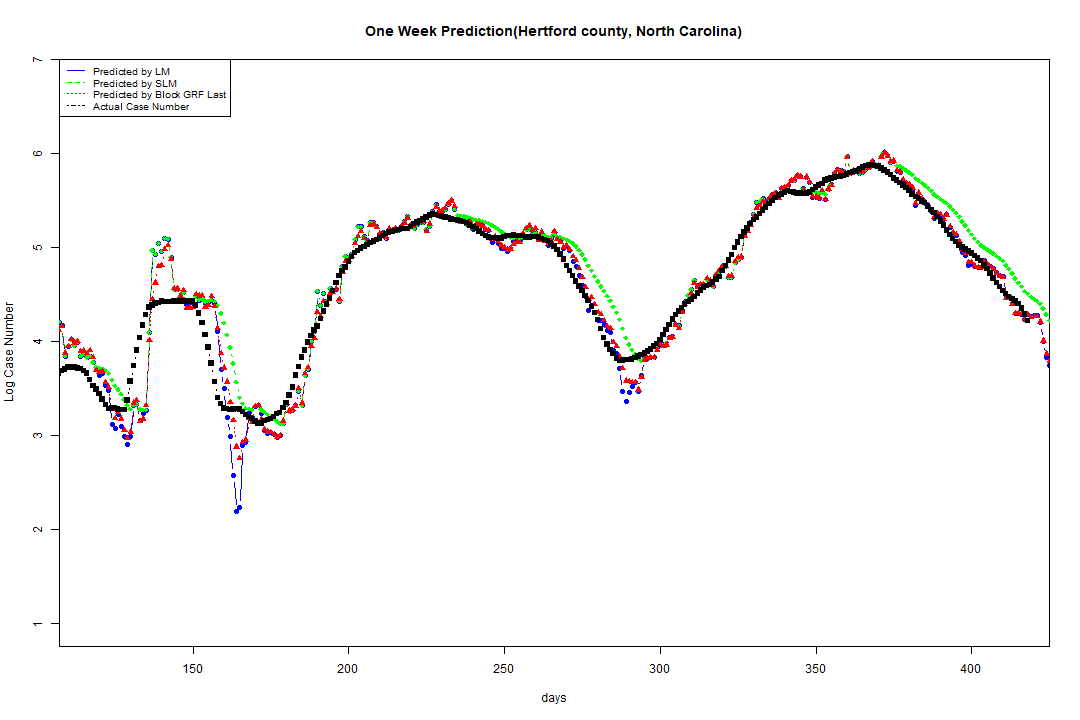 One Week Prediction(Hertford county, North Carolina)
Predicted by LM
Predicted by SLM
Predicted by Block GRF Last
Actual Case Number
7
6
5
4
3
2
1
Log Case Number
150 200 250 300 350 400
days